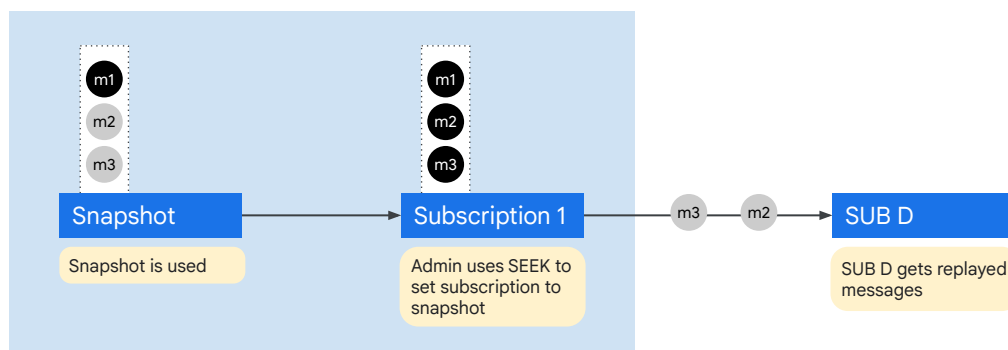 m1
m2
m3
m1
m2
m3
Snapshot
Subscription 1
m3
m2
SUB D
Snapshot is used
Admin uses SEEK to
set subscription to
snapshot
SUB D gets replayed
messages